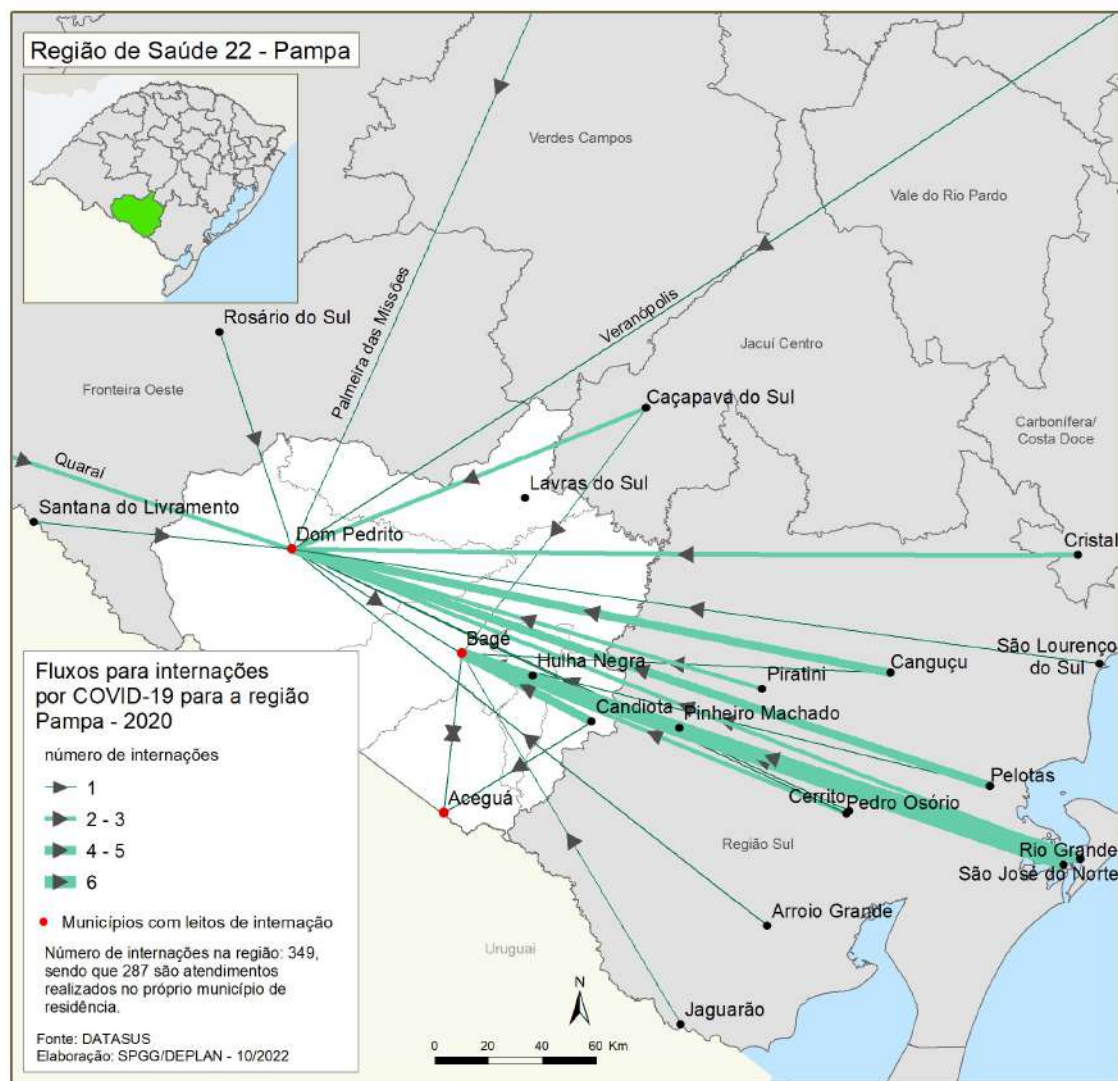 Região de Saúde 22 - Pampa
Verdes Campos
Vale do Rio Pardo
Palmeira das Missões
Veranópolis
Rosário do Sul
Jacuí Centro
Fronteira Oeste
Caçapava do Sul
Carbonífera/
Costa Doce
Quaraí
Lavras do Sul
Santana do Livramento
Dom Pedrito
Cristal
Bagé
Hulha Negra
São Lourenço
do Sul
Canguçu
Piratini
Candiota
Pinheiro Machado
Pelotas
Aceguá
Cerrito
Pedro Osório
Região Sul
Rio Grande
São José do Norte
Arroio Grande
Uruguai
Jaguarão
N
0 20 40 60 Km
Fluxos para internações
por COVID-19 para a região
Pampa - 2020
número de internações
1
2 - 3
4 - 5
6
Municípios com leitos de internação
Número de internações na região: 349,
sendo que 287 são atendimentos
realizados no próprio município de
residência.
Fonte: DATASUS
Elaboração: SPGG/DEPLAN - 10/2022